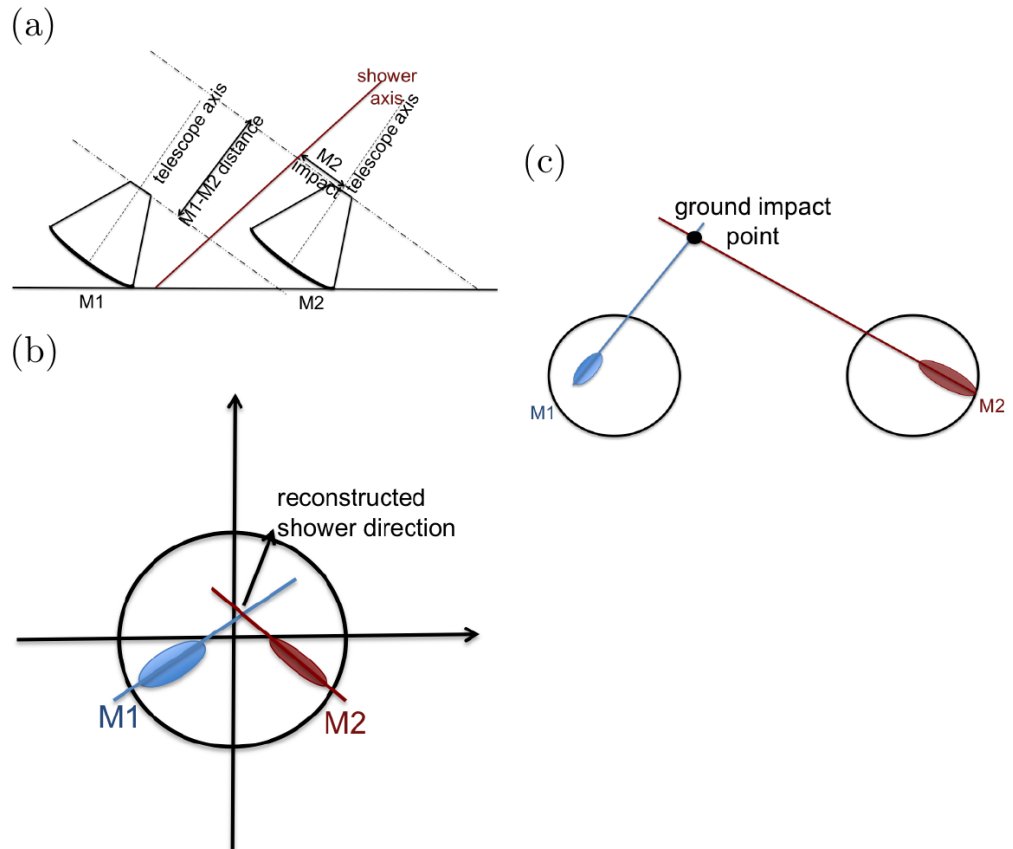 (a)
shower
axis
telescope axis
M1-M2 distance
M2
impact
telescope axis
M1
M2
(b)
reconstructed
shower direction
M1
M2
(c)
ground impact
point
M1
M2